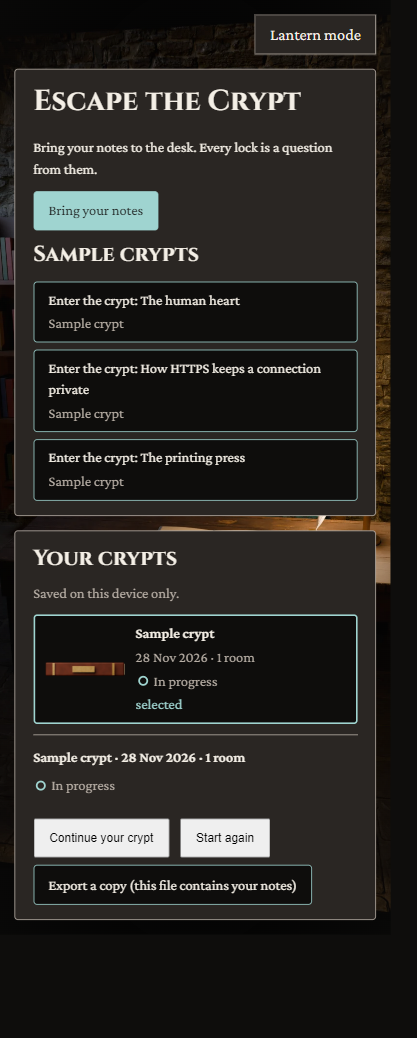 Lantern mode
Escape the Crypt
Bring your notes to the desk. Every lock is a question
from them.
Bring your notes
Sample crypts
Enter the crypt: The human heart
Sample crypt
Enter the crypt: How HTTPS keeps a connection
private
Sample crypt
Enter the crypt: The printing press
Sample crypt
Your crypts
Saved on this device only.
Sample crypt
28 Nov 2026 · 1 room
In progress
selected
Sample crypt · 28 Nov 2026 · 1 room
In progress
Continue your crypt
Start again
Export a copy (this file contains your notes)